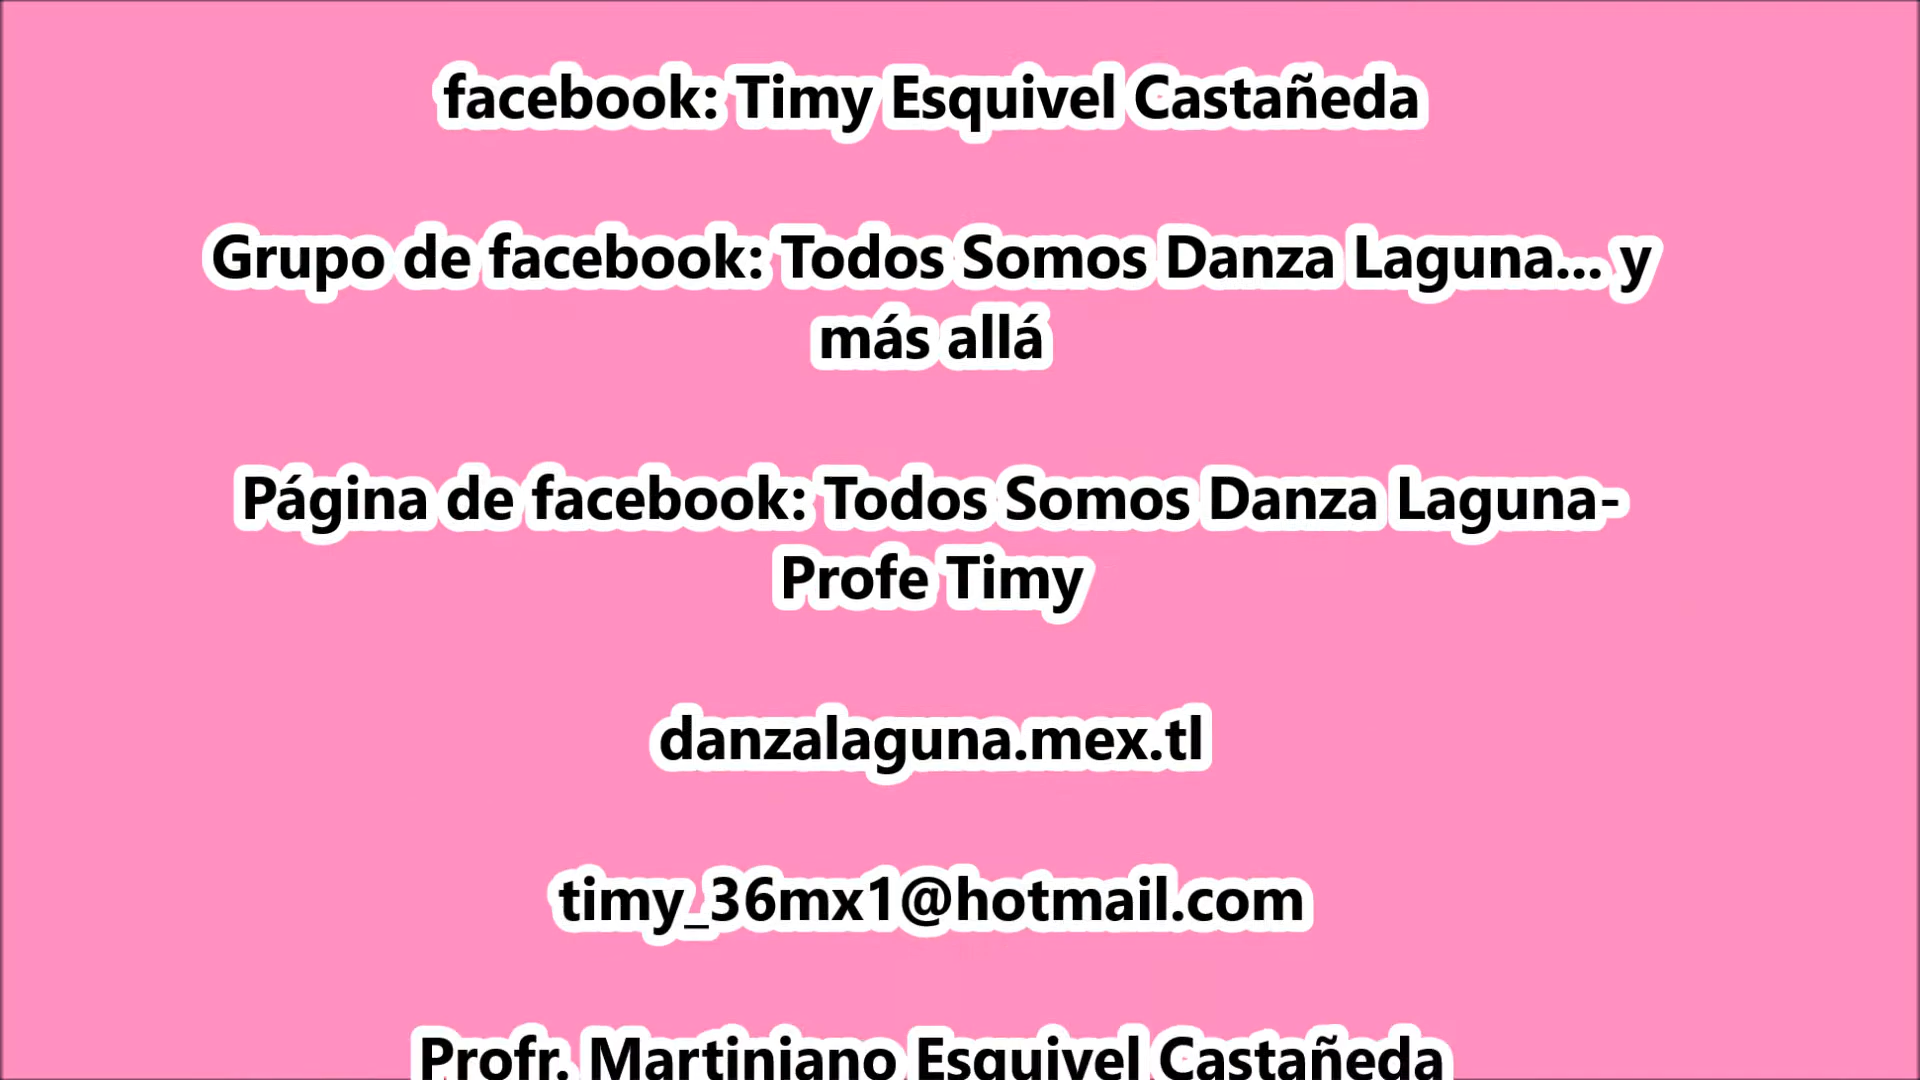 facebook: Timy Esquivel Castañeda
Grupo de facebook: Todos Somos Danza Laguna... y
más allá
Página de facebook: Todos Somos Danza Laguna-
Profe Timy
danzalaguna.mex.tl
timy_36mx1@hotmail.com
Profr. Martiniano Esquivel Castañeda